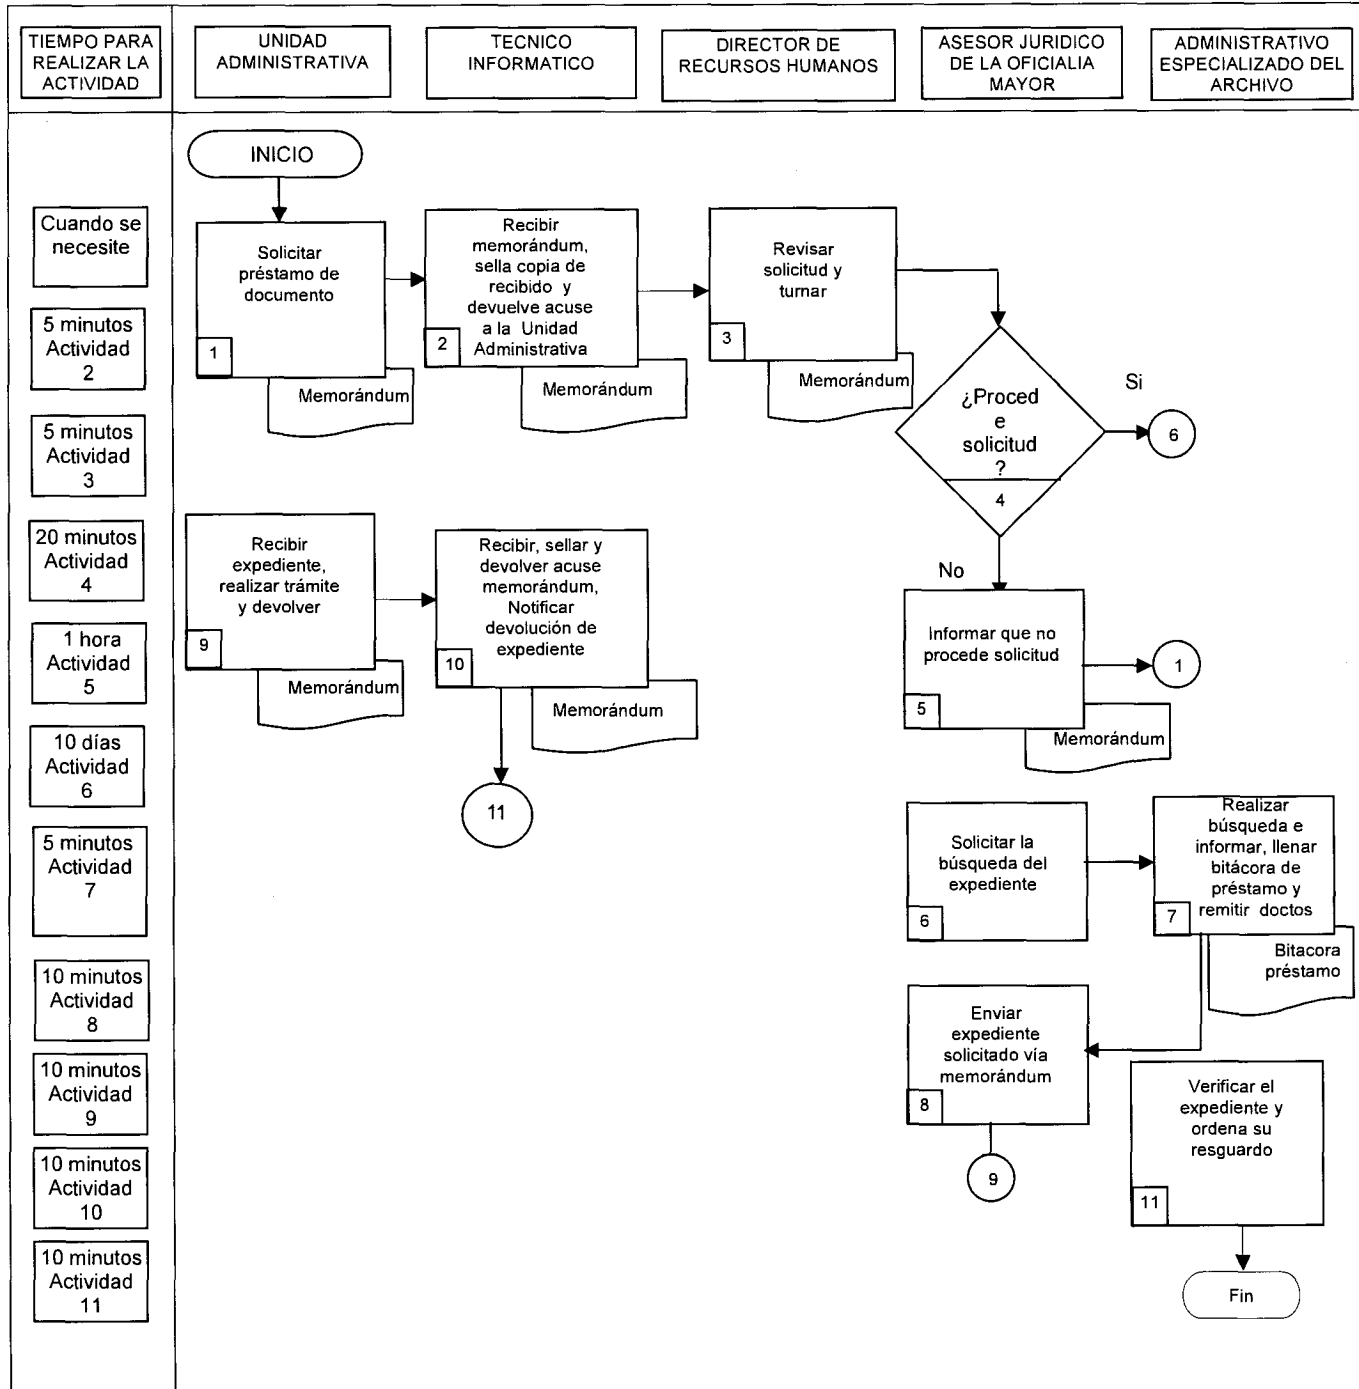 TIEMPO PARA
REALIZAR LA
ACTIVIDAD
UNIDAD
ADMINISTRATIVA
TECNICO
INFORMATICO
DIRECTOR DE
RECURSOS HUMANOS
ASESOR JURIDICO
DE LA OFICIALIA
MAYOR
ADMINISTRATIVO
ESPECIALIZADO DEL
ARCHIVO
INICIO
Cuando se
necesite
Solicitar
préstamo de
documento
1
Memorándum
Recibir
memorándum,
sella copia de
recibido y
devuelve acuse
a la Unidad
Administrativa
2
Memorándum
Revisar
solicitud y
turnar
3
Memorándum
¿Proced
e
solicitud
?
4
Si
6
No
5 minutos
Actividad
2
5 minutos
Actividad
3
20 minutos
Actividad
4
1 hora
Actividad
5
10 días
Actividad
6
5 minutos
Actividad
7
10 minutos
Actividad
8
10 minutos
Actividad
9
10 minutos
Actividad
10
10 minutos
Actividad
11
Recibir
expediente,
realizar trámite
y devolver
9
Memorándum
Recibir, sellar y
devolver acuse
memorándum,
Notificar
devolución de
expediente
10
Memorándum
11
Informar que no
procede solicitud
5
Memorándum
1
Solicitar la
búsqueda del
expediente
6
Realizar
búsqueda e
informar, llenar
bitácora de
préstamo y
remitir doctos
7
Bitacora
préstamo
Enviar
expediente
solicitado vía
memorándum
8
9
Verificar el
expediente y
ordena su
resguardo
11
Fin